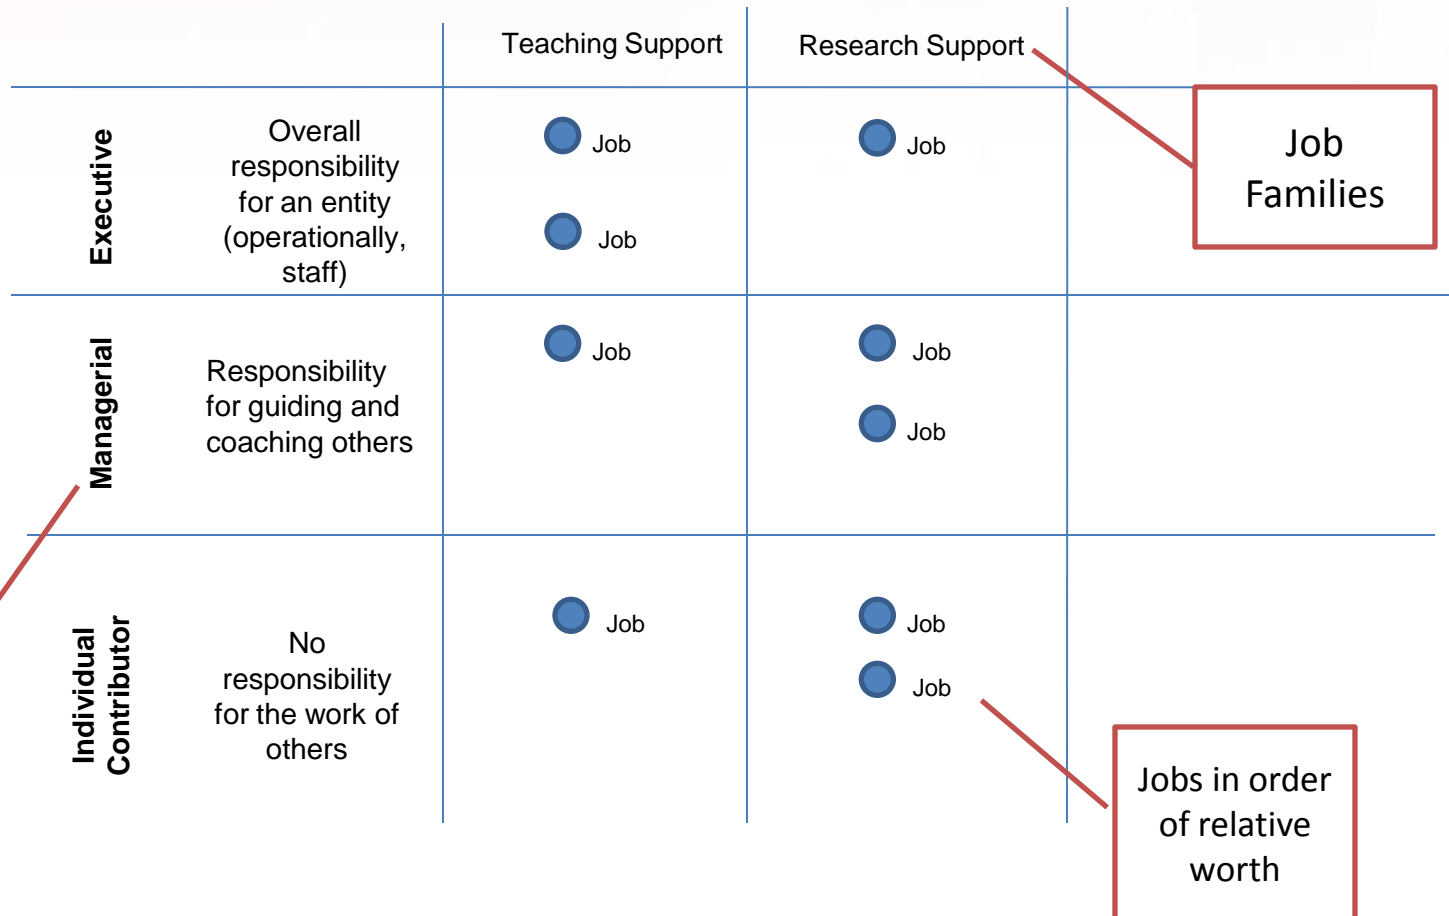 Teaching Support
Research Support
Job
Families
Executive
Overall
responsibility
for an entity
(operationally,
staff)
Job
Job
Job
Managerial
Responsibility
for guiding and
coaching others
Job
Job
Job
Individual
Contributor
No
responsibility
for the work of
others
Job
Job
Job
Jobs in order
of relative
worth